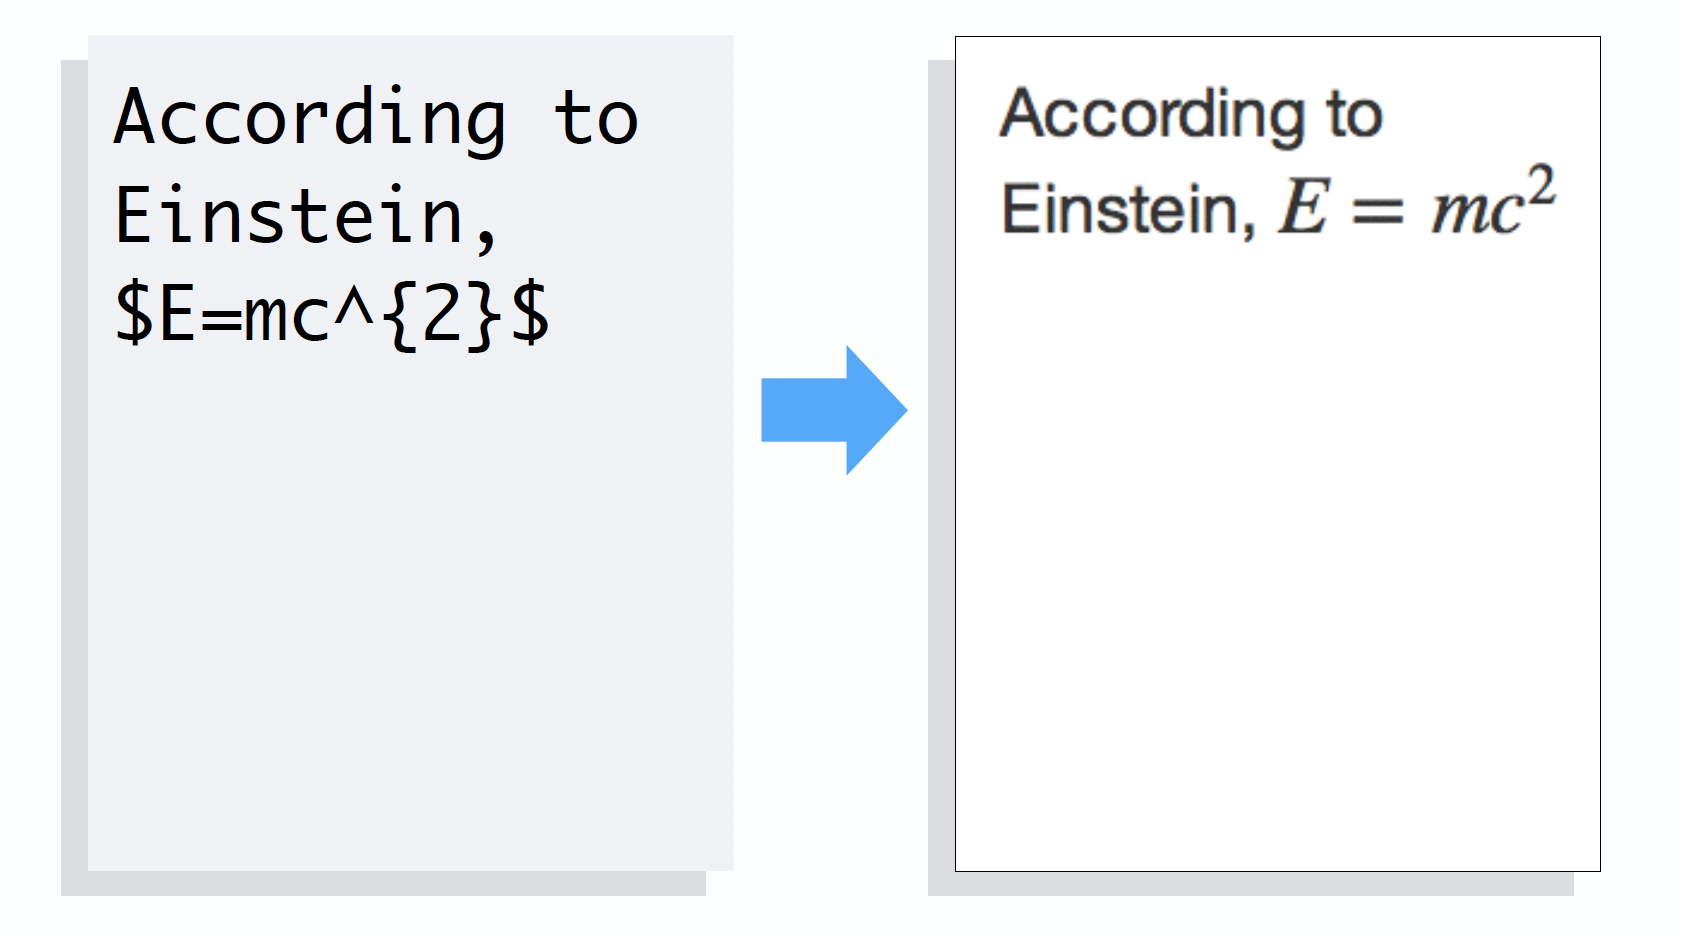 According to
Einstein,
$E=mc^{2}$
According to
Einstein, E = mc²